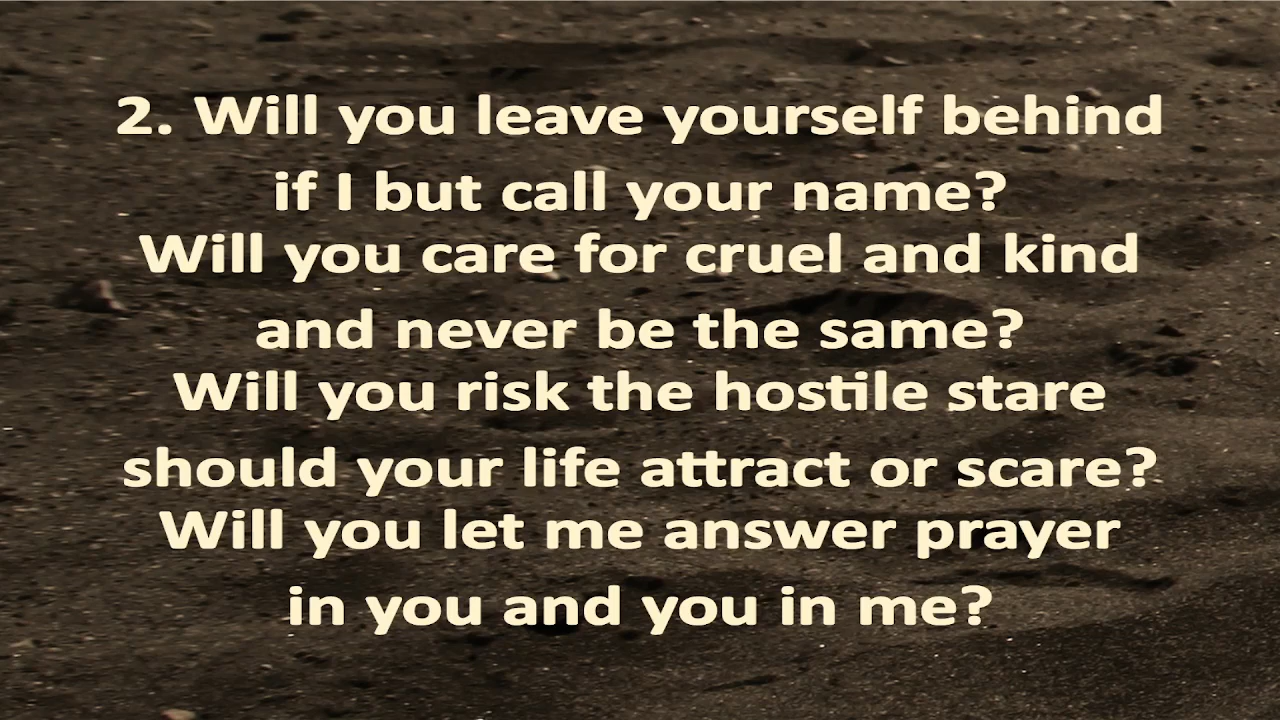 2. Will you leave yourself behind
if I but call your name?
Will you care for cruel and kind
and never be the same?
Will you risk the hostile stare
should your life attract or scare?
Will you let me answer prayer
in you and you in me?